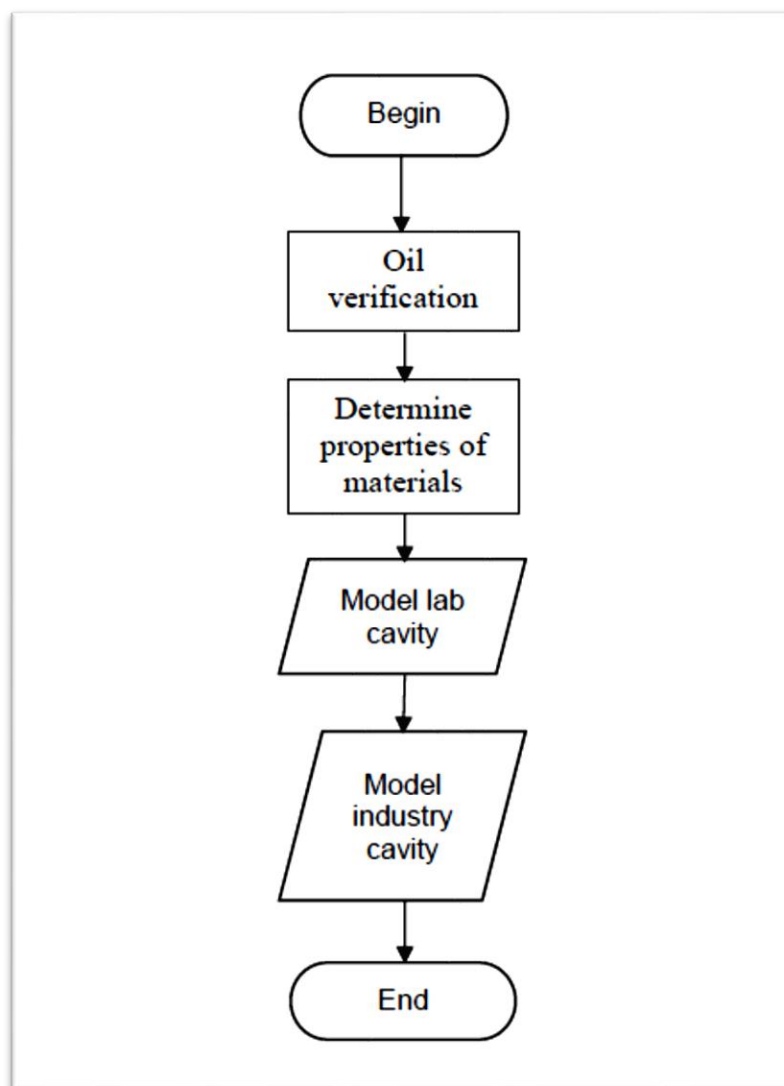 Begin
Oil
verification
Determine
properties of
materials
Model lab
cavity
Model
industry
cavity
End